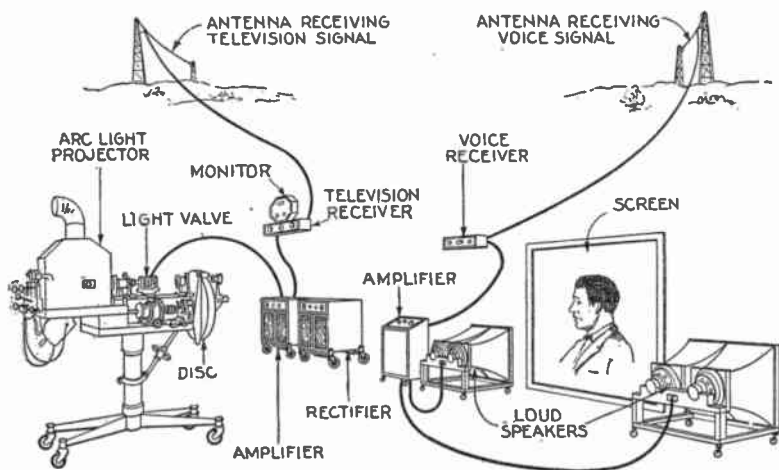 ANTENNA RECEIVING
TELEVISION SIGNAL
ANTENNA RECEIVING
VOICE SIGNAL
ARC LIGHT
PROJECTOR
MONITOR
VOICE
RECEIVER
LIGHT VALVE
TELEVISION
RECEIVER
SCREEN
AMPLIFIER
DISC
RECTIFIER
AMPLIFIER
LOUD
SPEAKERS